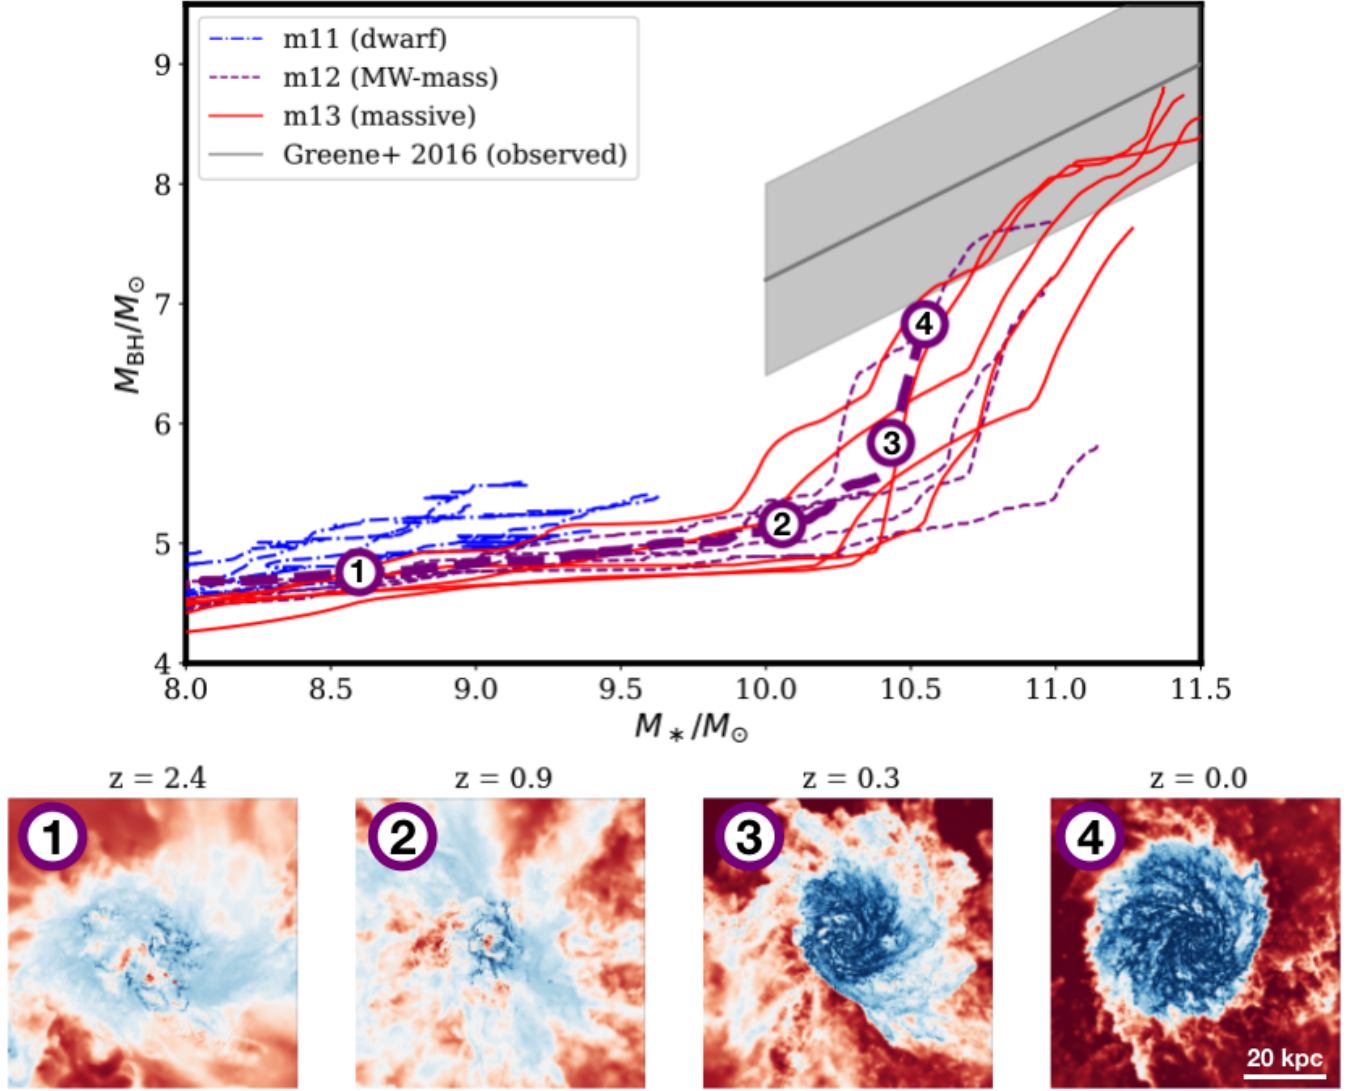 m11 (dwarf)
m12 (MW-mass)
m13 (massive)
Greene+ 2016 (observed)
9
8
7
6
5
4
M_BH/M_⊙
1
2
3
4
8.0 8.5 9.0 9.5 10.0 10.5 11.0 11.5
M_*/M_⊙
z = 2.4 z = 0.9 z = 0.3 z = 0.0
1 2 3 4
20 kpc